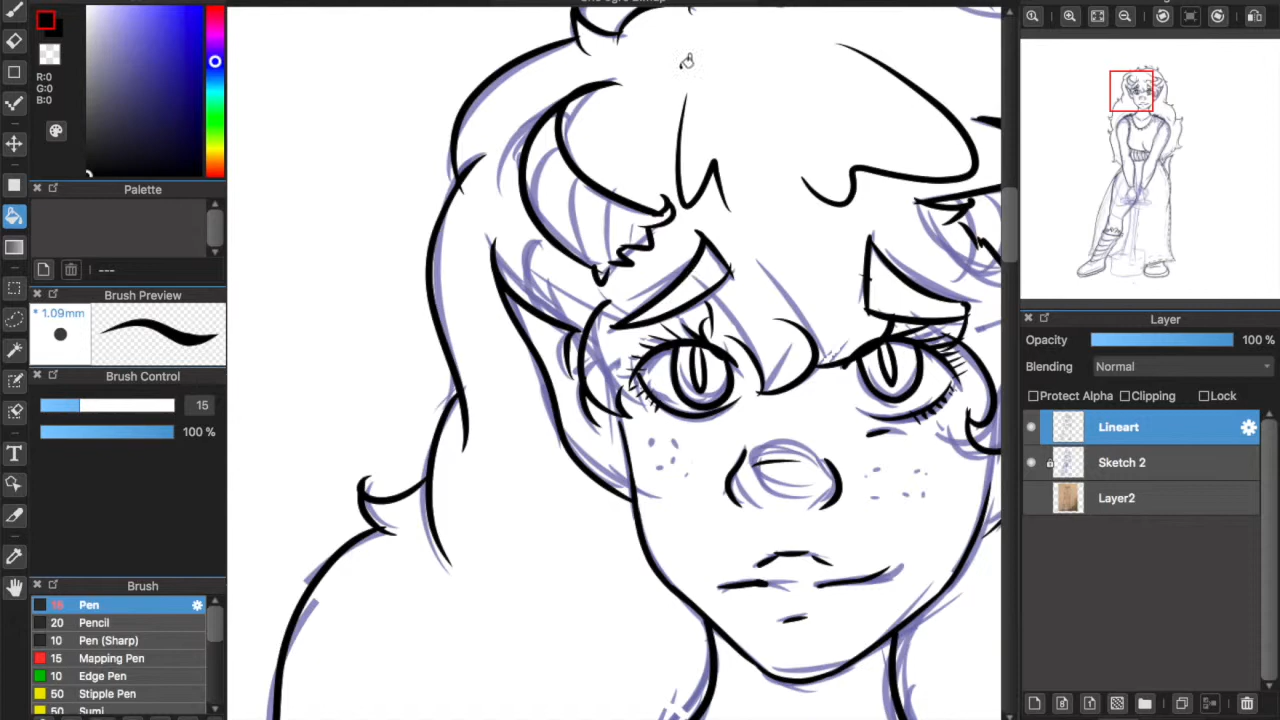 R:0
G:0
B:0
Palette
---
Brush Preview
* 1.09mm
Brush Control
15
100 %
Brush
15 Pen
20 Pencil
10 Pen (Sharp)
15 Mapping Pen
10 Edge Pen
50 Stipple Pen
50 Sumi
Layer
Opacity 100 %
Blending Normal
Protect Alpha Clipping Lock
Lineart
Sketch 2
Layer2